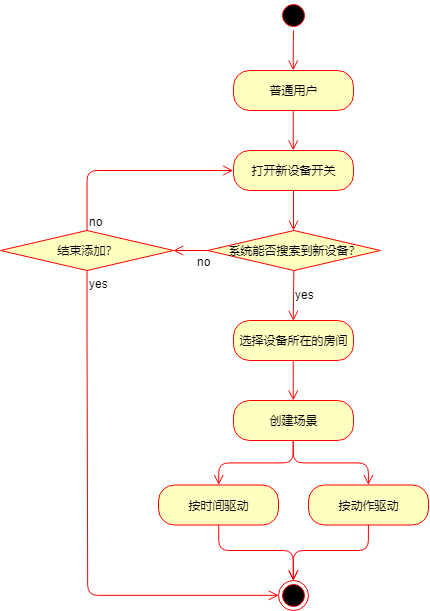 普通用户
打开新设备开关
no
结束添加?
系统能否搜索到新设备?
no
yes
yes
选择设备所在的房间
创建场景
按时间驱动
按动作驱动